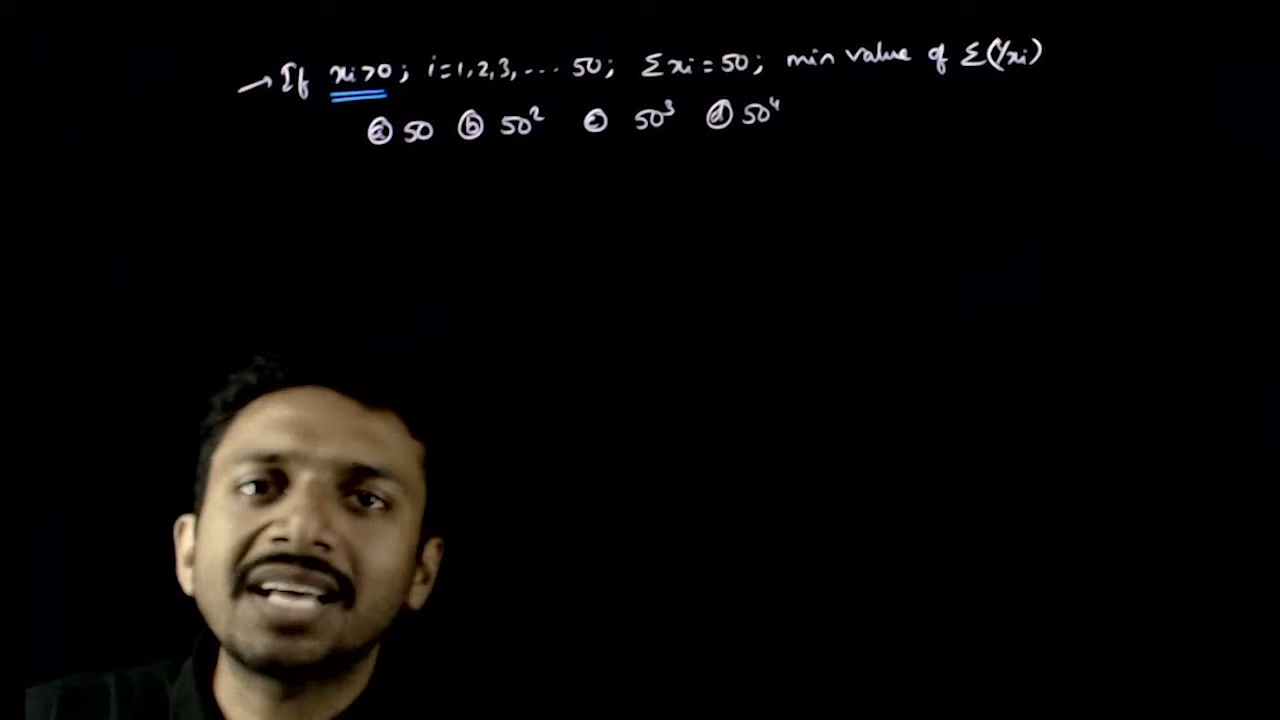 → If xi>0; i=1,2,3,... 50; Σxi=50; min value of Σ(1/xi)
ⓐ 50 ⓑ 50² ⓒ 50³ ⓓ 50⁴